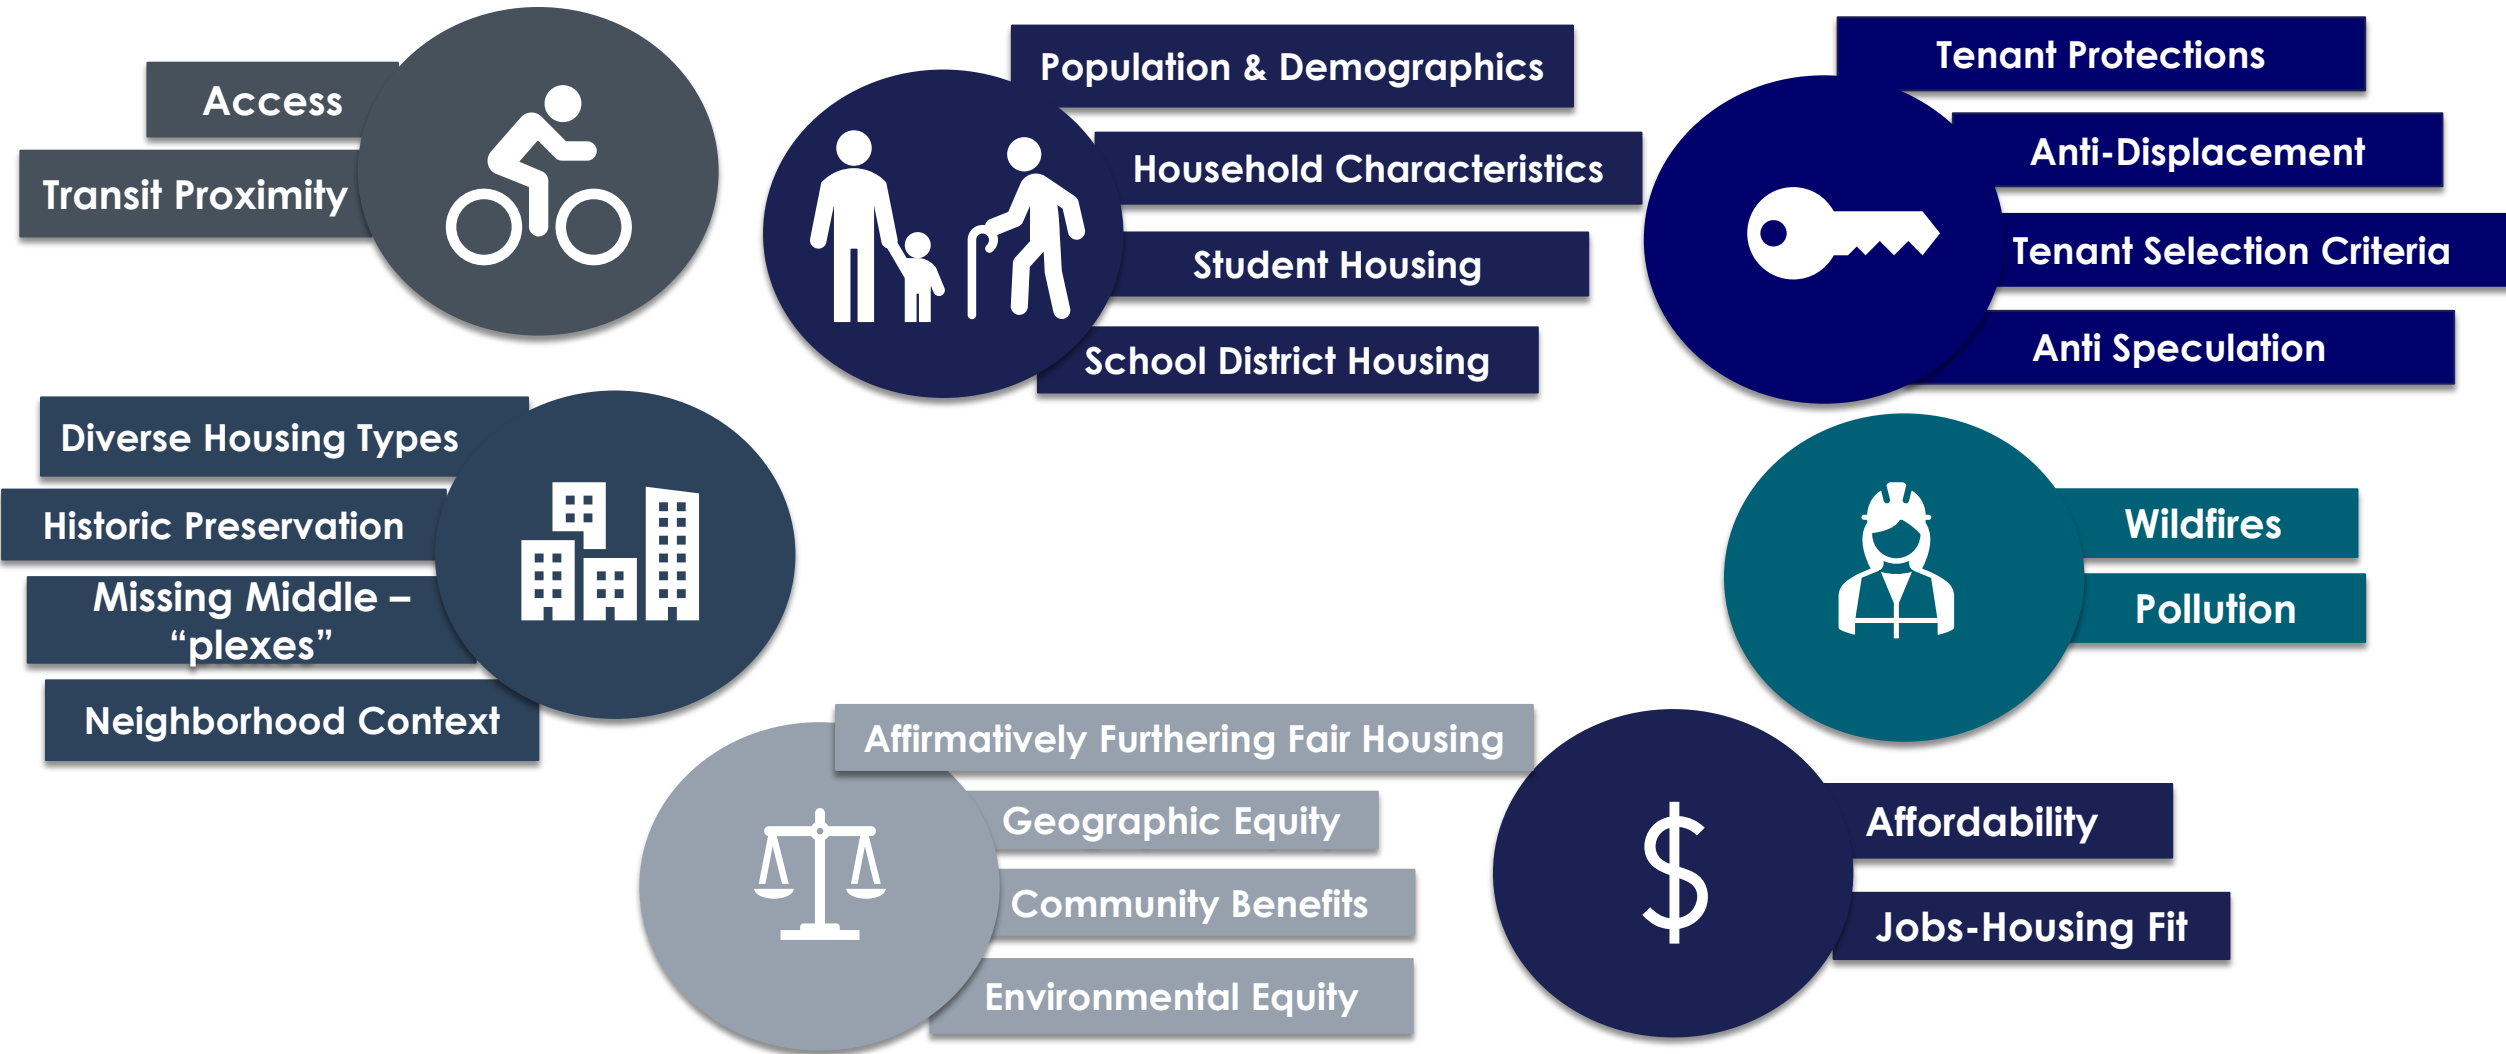 Access
Transit Proximity
Population & Demographics
Household Characteristics
Student Housing
School District Housing
Tenant Protections
Anti-Displacement
Tenant Selection Criteria
Anti Speculation
Diverse Housing Types
Historic Preservation
Missing Middle –
“plexes”
Neighborhood Context
Wildfires
Pollution
Affirmatively Furthering Fair Housing
Geographic Equity
Community Benefits
Environmental Equity
$
Affordability
Jobs-Housing Fit